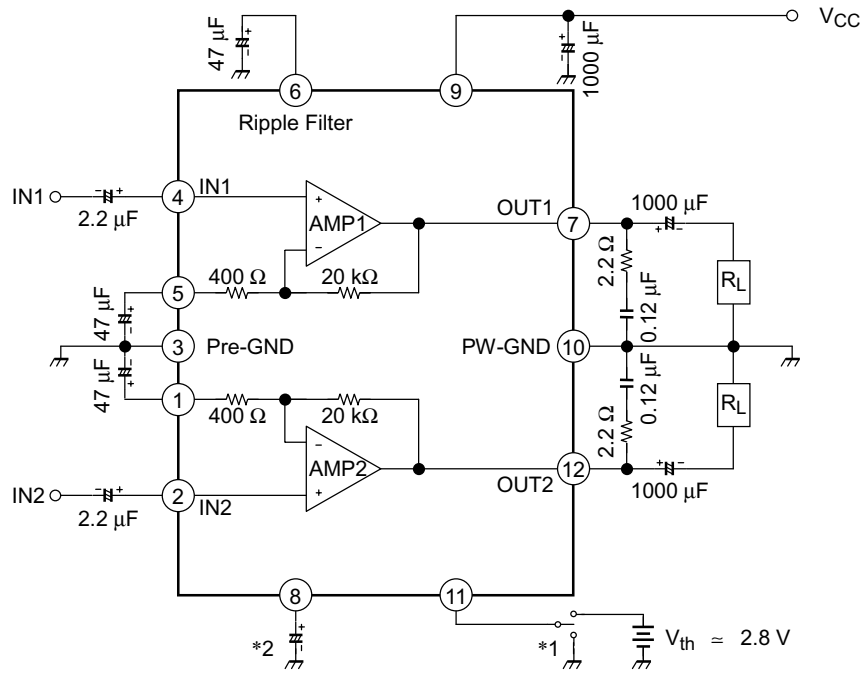 47 µF
1000 µF
VCC
6
9
Ripple Filter
IN1
2.2 µF
4
IN1
AMP1
OUT1
7
1000 µF
2.2 Ω
0.12 µF
RL
400 Ω
20 kΩ
5
47 µF
3
Pre-GND
PW-GND
10
47 µF
1
400 Ω
20 kΩ
2.2 Ω
0.12 µF
RL
AMP2
OUT2
12
1000 µF
IN2
2.2 µF
2
IN2
8
11
*2
*1
Vth ≃ 2.8 V